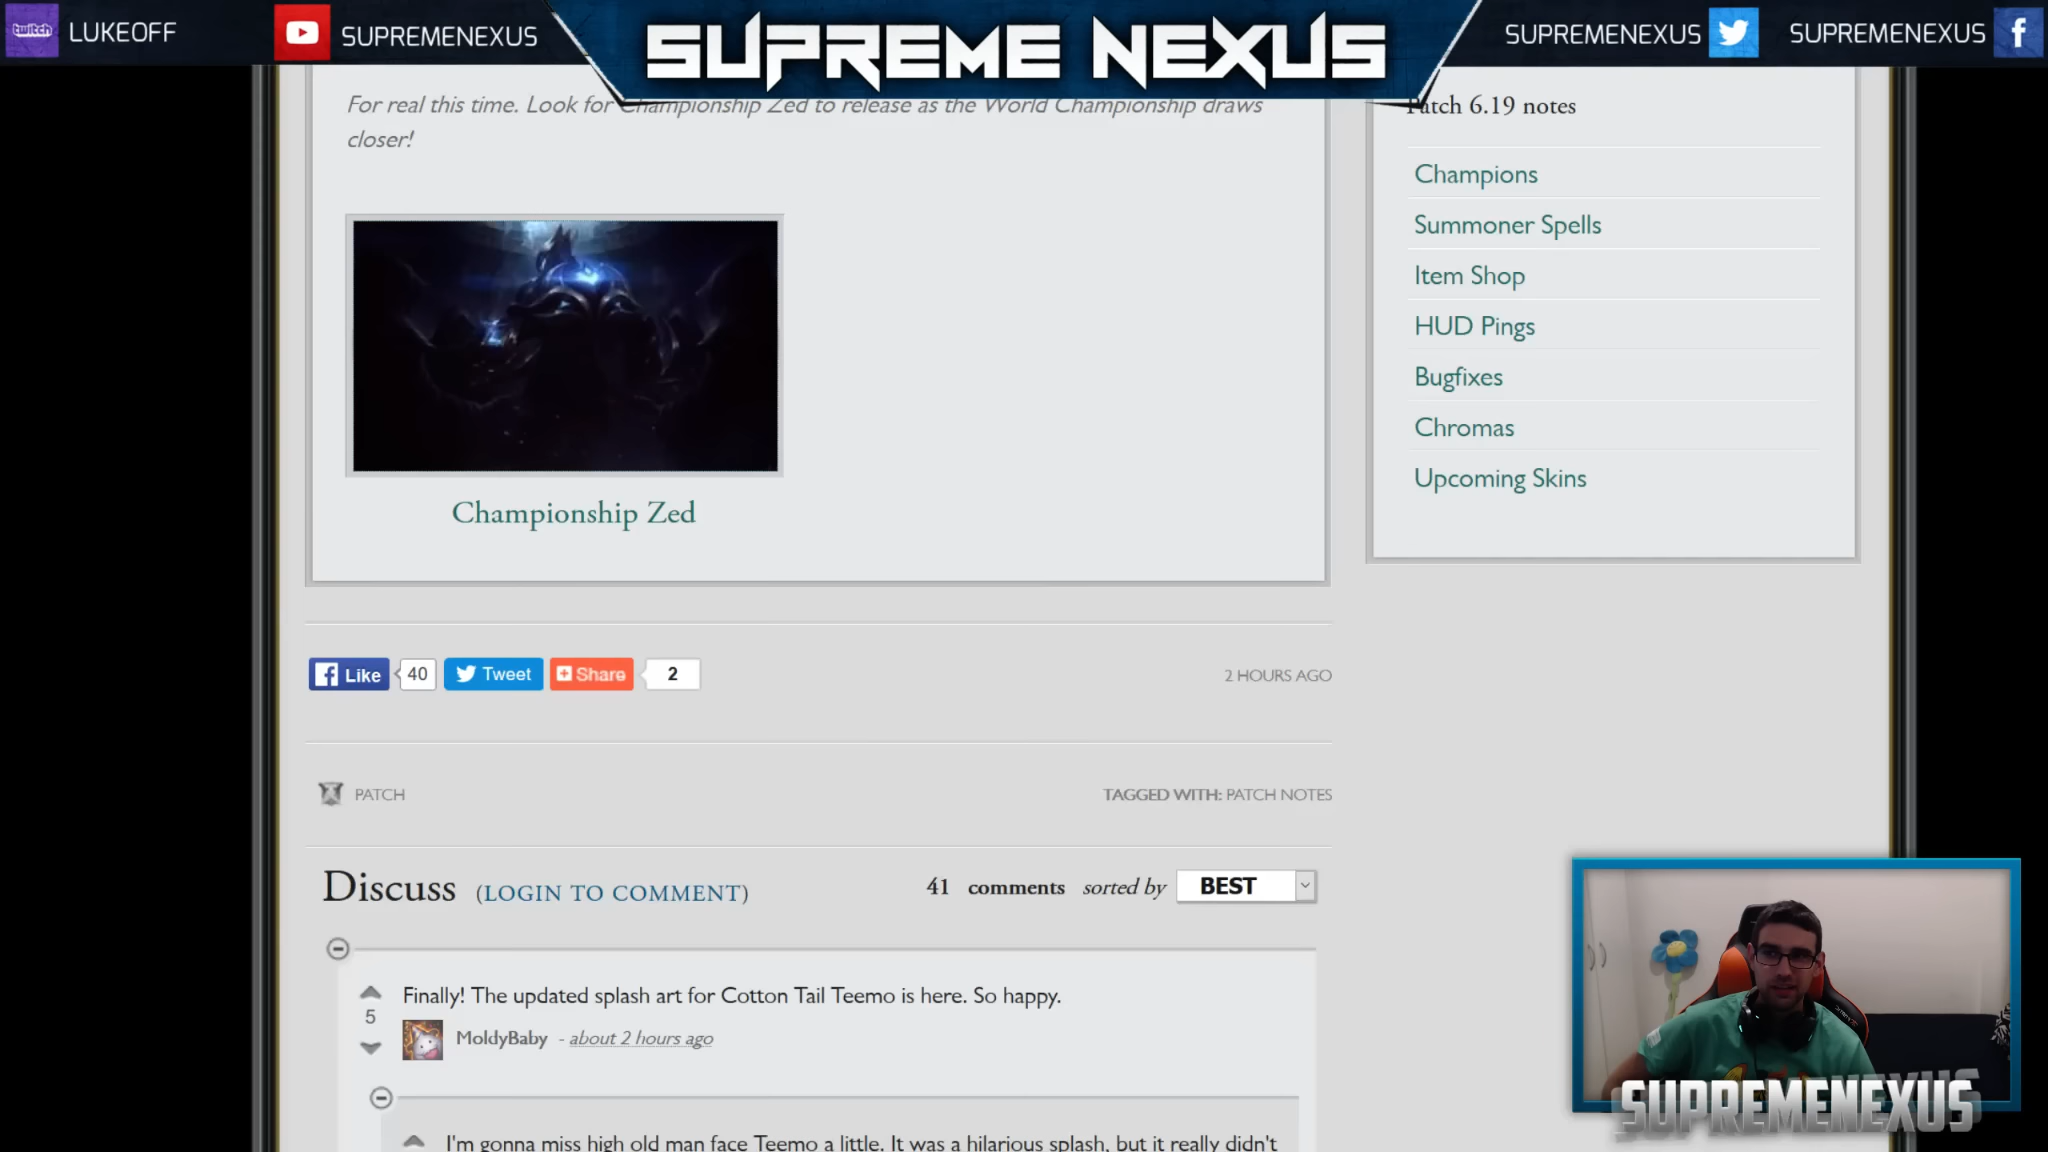 twitch LUKEOFF
SUPREMENEXUS
SUPREME NEXUS
SUPREMENEXUS
SUPREMENEXUS
For real this time. Look for Championship Zed to release as the World Championship draws
closer!
Championship Zed
Patch 6.19 notes
Champions
Summoner Spells
Item Shop
HUD Pings
Bugfixes
Chromas
Upcoming Skins
Like 40 Tweet Share 2
2 HOURS AGO
PATCH
TAGGED WITH: PATCH NOTES
Discuss (LOGIN TO COMMENT)
41 comments sorted by BEST
Finally! The updated splash art for Cotton Tail Teemo is here. So happy.
5
MoldyBaby - about 2 hours ago
I'm gonna miss high old man face Teemo a little. It was a hilarious splash, but it really didn't
SUPREMENEXUS